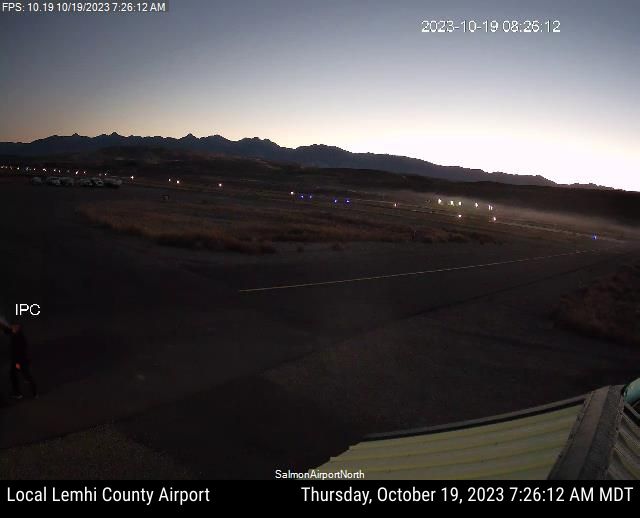 FPS: 10.19 10/19/2023 7:26:12 AM
2023-10-19 08:26:12
IPC
SalmonAirportNorth
Local Lemhi County Airport Thursday, October 19, 2023 7:26:12 AM MDT